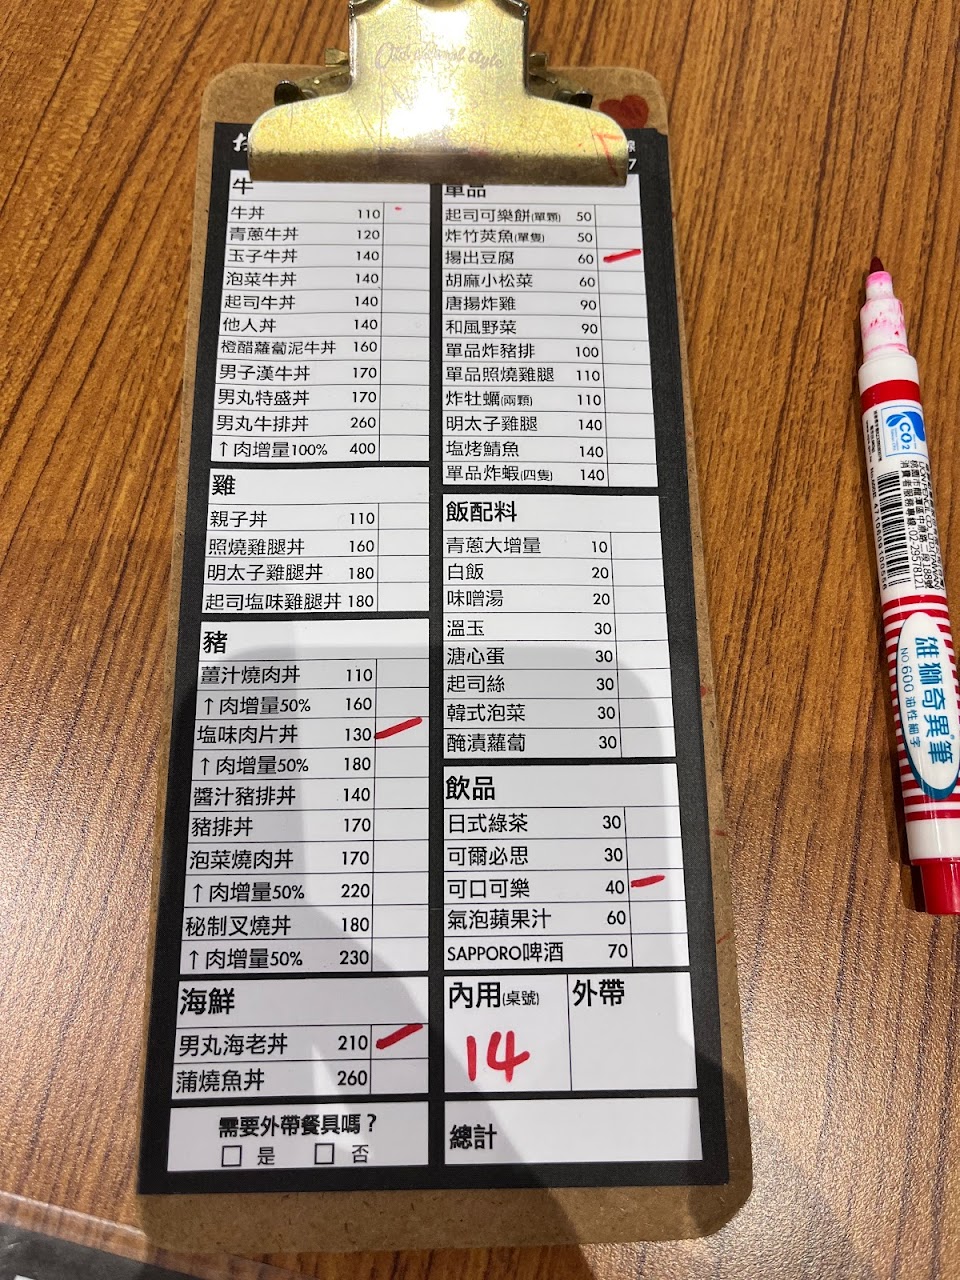 牛
牛丼 110
青蔥牛丼 120
玉子牛丼 140
泡菜牛丼 140
起司牛丼 140
他人丼 140
橙醋蘿蔔泥牛丼 160
男子漢牛丼 170
男丸特盛丼 170
男丸牛排丼 260
↑肉增量100% 400
雞
親子丼 110
照燒雞腿丼 160
明太子雞腿丼 180
起司塩味雞腿丼 180
豬
薑汁燒肉丼 110
↑肉增量50% 160
塩味肉片丼 130
↑肉增量50% 180
醬汁豬排丼 140
豬排丼 170
泡菜燒肉丼 170
↑肉增量50% 220
秘制叉燒丼 180
↑肉增量50% 230
海鮮
男丸海老丼 210
蒲燒魚丼 260
需要外帶餐具嗎？
□ 是 □ 否
7
單品
起司可樂餅(單顆) 50
炸竹莢魚(單隻) 50
揚出豆腐 60
胡麻小松菜 60
唐揚炸雞 90
和風野菜 90
單品炸豬排 100
單品照燒雞腿 110
炸牡蠣(兩顆) 110
明太子雞腿 140
塩烤鯖魚 140
單品炸蝦(四隻) 140
飯配料
青蔥大增量 10
白飯 20
味噌湯 20
溫玉 30
溏心蛋 30
起司絲 30
韓式泡菜 30
醃漬蘿蔔 30
飲品
日式綠茶 30
可爾必思 30
可口可樂 40
氣泡蘋果汁 60
SAPPORO啤酒 70
內用(桌號) 外帶
14
總計
CO2
消費者服務專線:02-29578121
雄獅奇異筆
NO.600 油性細字